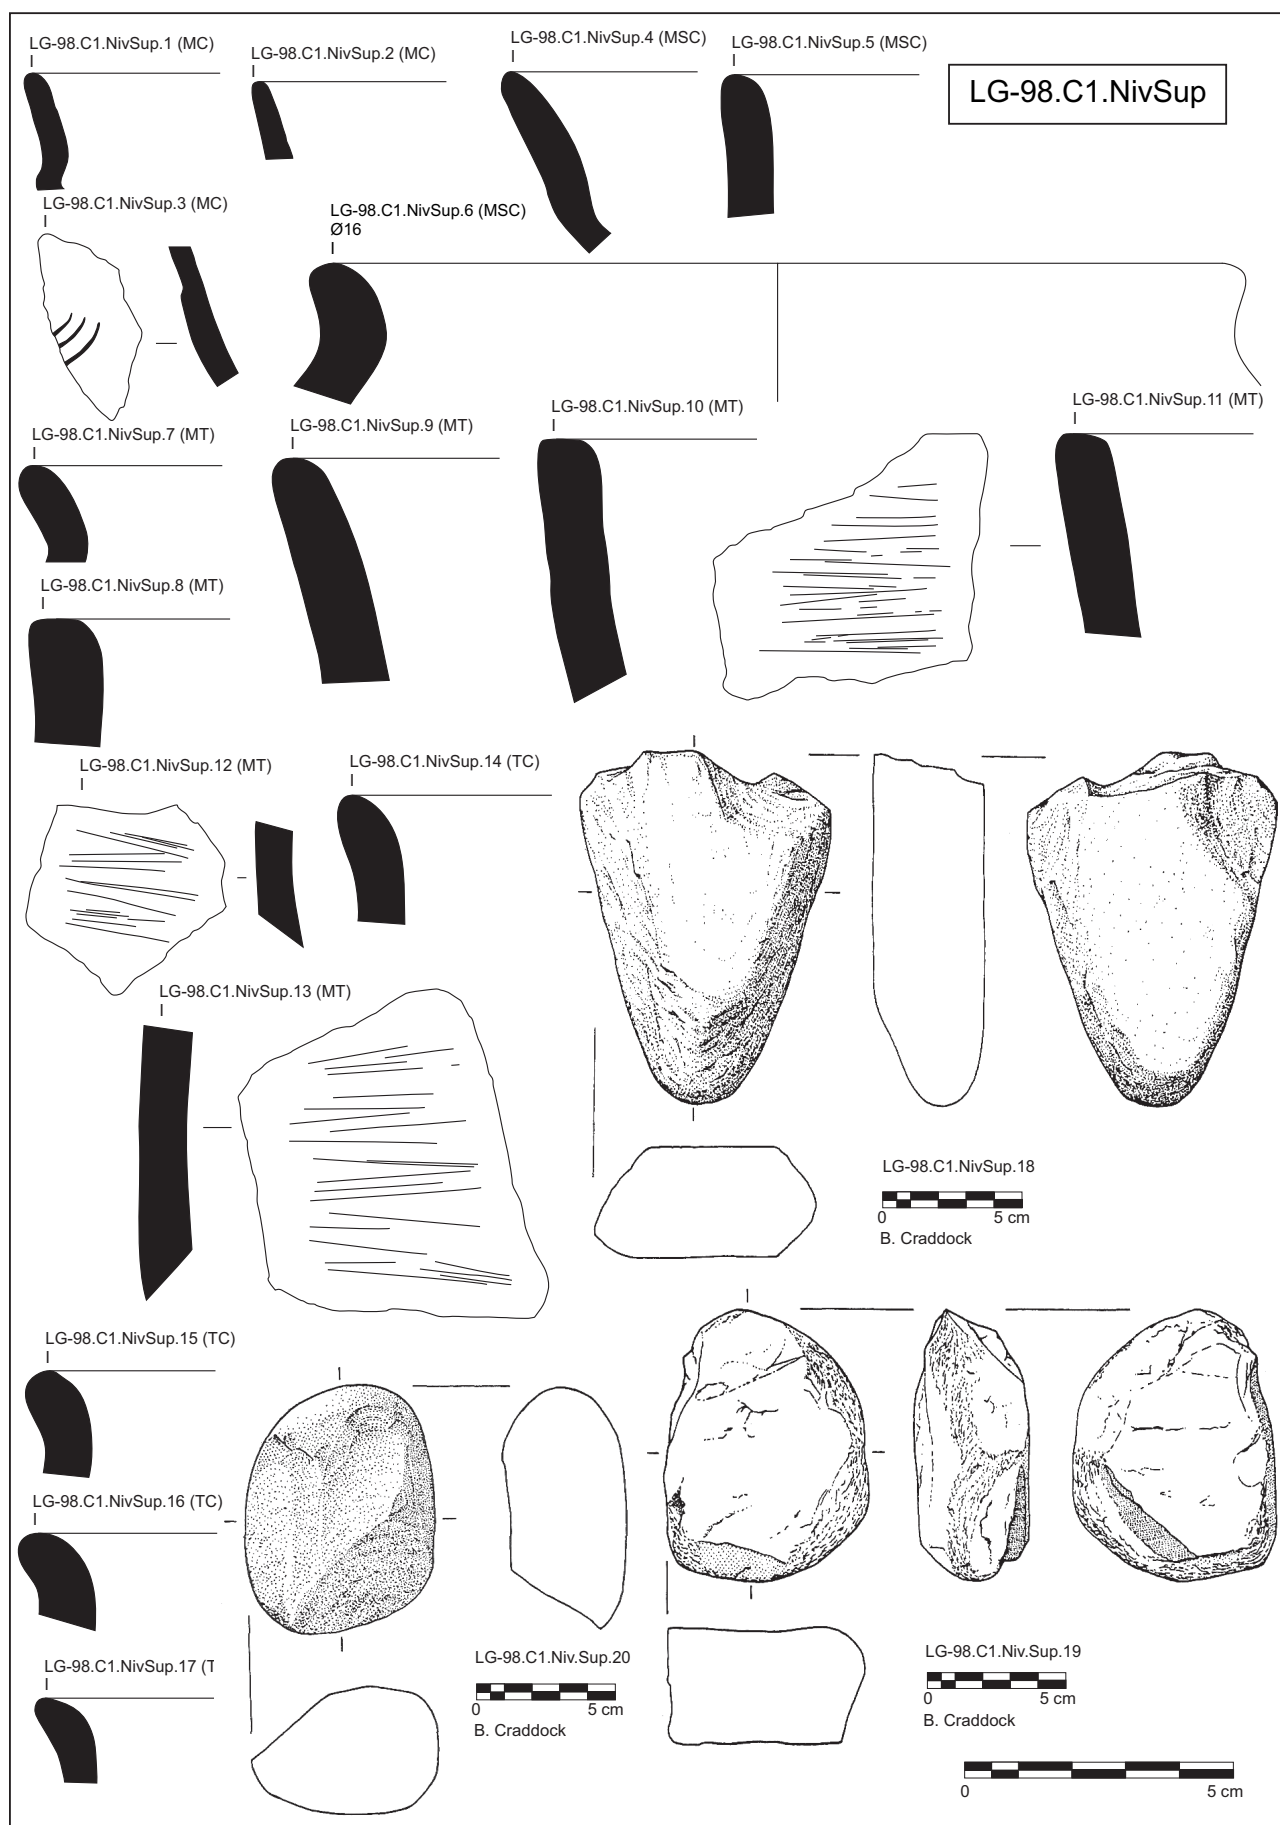 LG-98.C1.NivSup.1 (MC)
LG-98.C1.NivSup.2 (MC)
LG-98.C1.NivSup.4 (MSC)
LG-98.C1.NivSup.5 (MSC)
LG-98.C1.NivSup
LG-98.C1.NivSup.3 (MC)
LG-98.C1.NivSup.6 (MSC)
Ø16
LG-98.C1.NivSup.7 (MT)
LG-98.C1.NivSup.9 (MT)
LG-98.C1.NivSup.10 (MT)
LG-98.C1.NivSup.11 (MT)
LG-98.C1.NivSup.8 (MT)
LG-98.C1.NivSup.12 (MT)
LG-98.C1.NivSup.14 (TC)
LG-98.C1.NivSup.13 (MT)
LG-98.C1.NivSup.18
0 5 cm
B. Craddock
LG-98.C1.NivSup.15 (TC)
LG-98.C1.NivSup.16 (TC)
LG-98.C1.NivSup.17 (T
LG-98.C1.Niv.Sup.20
0 5 cm
B. Craddock
LG-98.C1.Niv.Sup.19
0 5 cm
B. Craddock
0 5 cm